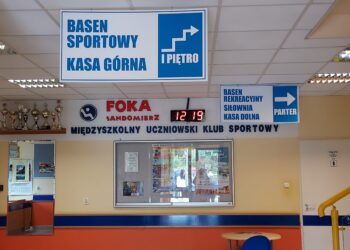 BASEN
SPORTOWY
KASA GÓRNA
I PIĘTRO
BASEN
REKREACYJNY
SIŁOWNIA
KASA DOLNA
PARTER
FOKA
SANDOMIERZ
12 19
MIĘDZYSZKOLNY UCZNIOWSKI KLUB SPORTOWY